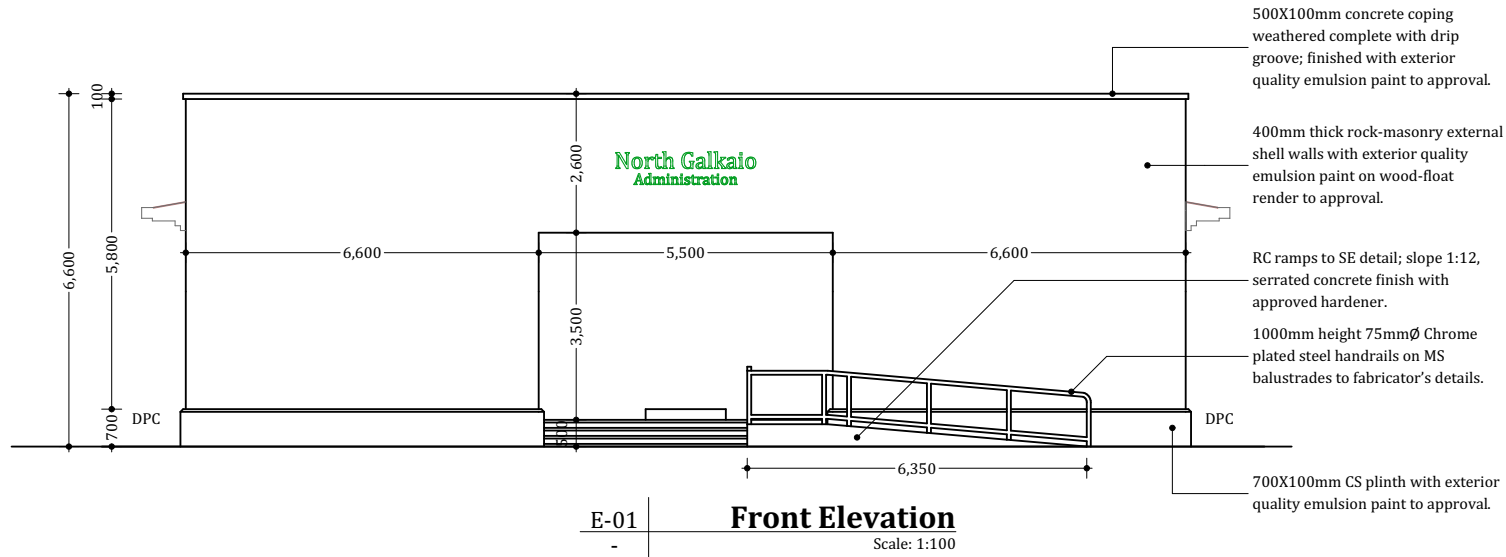 500X100mm concrete coping
weathered complete with drip
groove; finished with exterior
quality emulsion paint to approval.
100
2,600
North Galkaio
Administration
400mm thick rock-masonry external
shell walls with exterior quality
emulsion paint on wood-float
render to approval.
6,600
5,800
6,600
5,500
6,600
RC ramps to SE detail; slope 1:12,
serrated concrete finish with
approved hardener.
3,500
1000mm height 75mmØ Chrome
plated steel handrails on MS
balustrades to fabricator’s details.
700
DPC
500
DPC
6,350
700X100mm CS plinth with exterior
quality emulsion paint to approval.
E-01
Front Elevation
-
Scale: 1:100